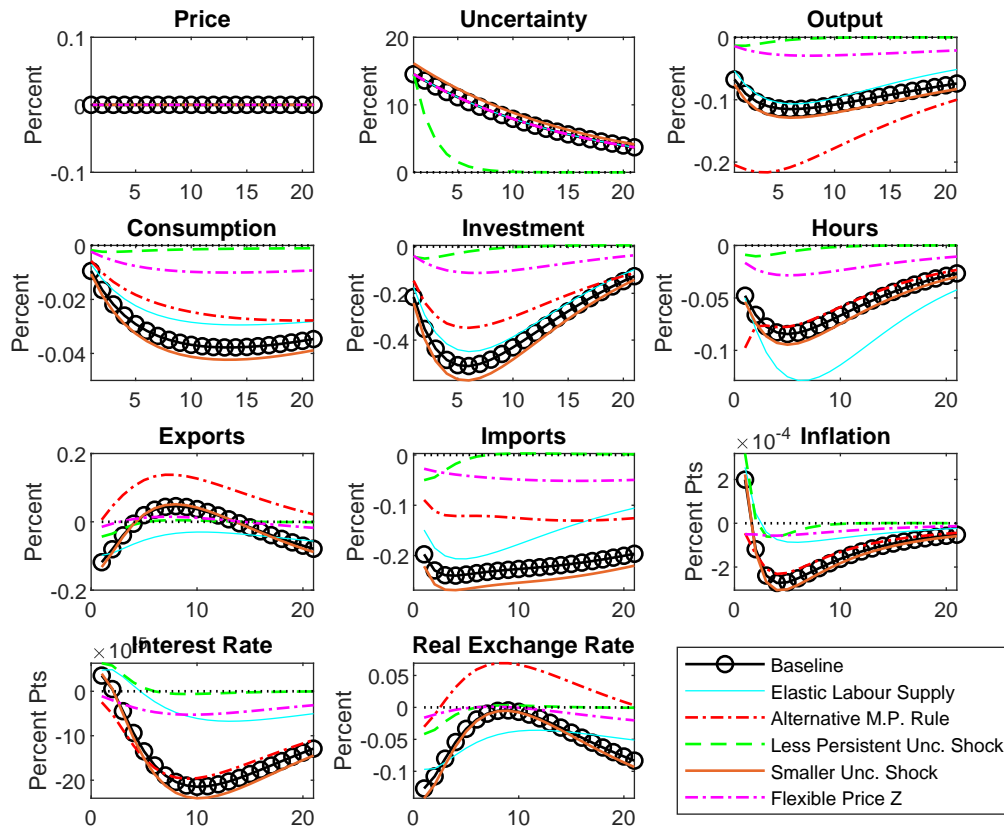 Price
Uncertainty
Output
0.1
0
-0.1
Percent
5 10 15 20
20
10
0
Percent
5 10 15 20
0
-0.1
-0.2
Percent
5 10 15 20
Consumption
Investment
Hours
0
-0.02
-0.04
Percent
0 10 20
0
-0.2
-0.4
Percent
5 10 15 20
0
-0.05
-0.1
Percent
0 10 20
Exports
Imports
Inflation
0.2
0
-0.2
Percent
0 10 20
0
-0.1
-0.2
Percent
0 10 20
×10-4
2
0
-2
Percent Pts
0 10 20
Interest Rate
Real Exchange Rate
×10-5
0
-10
-20
Percent Pts
0 10 20
0.05
0
-0.05
-0.1
Percent
0 10 20
Baseline
Elastic Labour Supply
Alternative M.P. Rule
Less Persistent Unc. Shock
Smaller Unc. Shock
Flexible Price Z